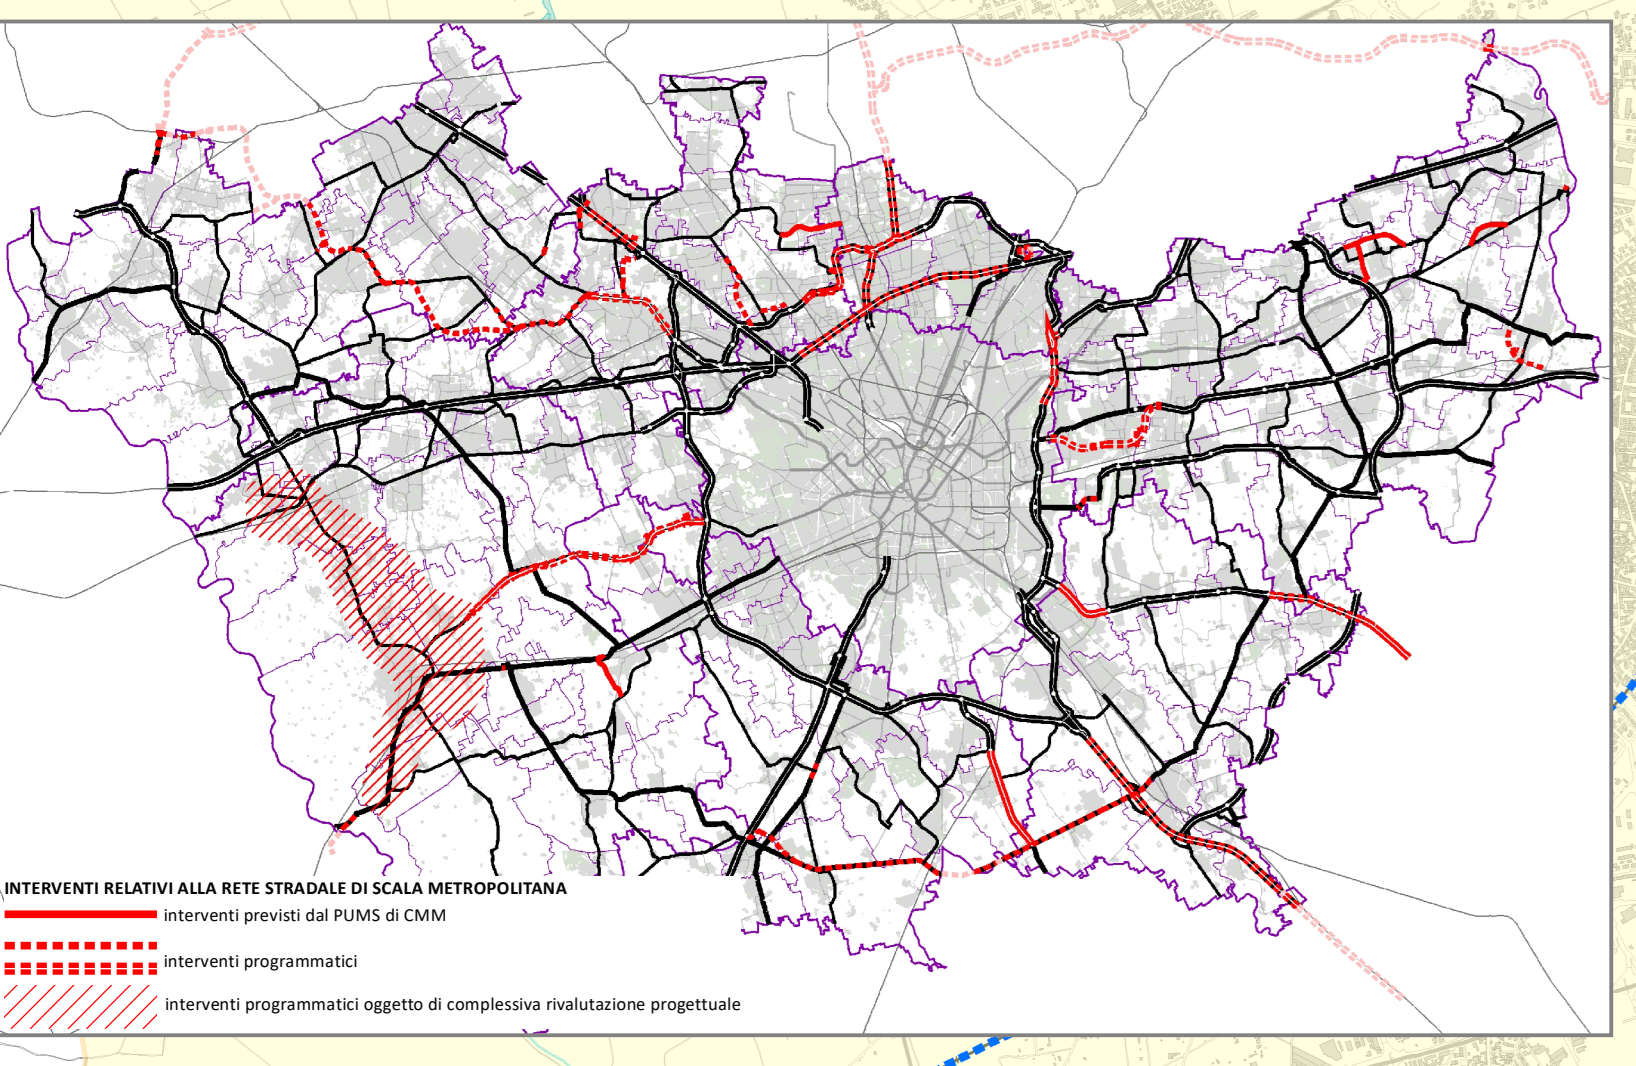 INTERVENTI RELATIVI ALLA RETE STRADALE DI SCALA METROPOLITANA
interventi previsti dal PUMS di CMM
interventi programmatici
interventi programmatici oggetto di complessiva rivalutazione progettuale